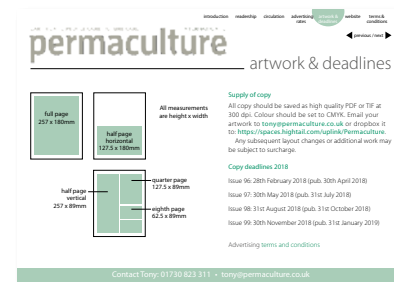 introduction readership circulation advertising rates artwork & deadlines website terms & conditions
previous / next
permaculture
artwork & deadlines
full page
257 x 180mm
half page
horizontal
127.5 x 180mm
All measurements
are height x width
half page
vertical
257 x 89mm
quarter page
127.5 x 89mm
eighth page
62.5 x 89mm
Supply of copy
All copy should be saved as high quality PDF or TIF at
300 dpi. Colour should be set to CMYK. Email your
artwork to tony@permaculture.co.uk or dropbox it
to: https://spaces.hightail.com/uplink/Permaculture.
Any subsequent layout changes or additional work may
be subject to surcharge.
Copy deadlines 2018
Issue 96: 28th February 2018 (pub. 30th April 2018)
Issue 97: 30th May 2018 (pub. 31st July 2018)
Issue 98: 31st August 2018 (pub. 31st October 2018)
Issue 99: 30th November 2018 (pub. 31st January 2019)
Advertising terms and conditions
Contact Tony: 01730 823 311 • tony@permaculture.co.uk